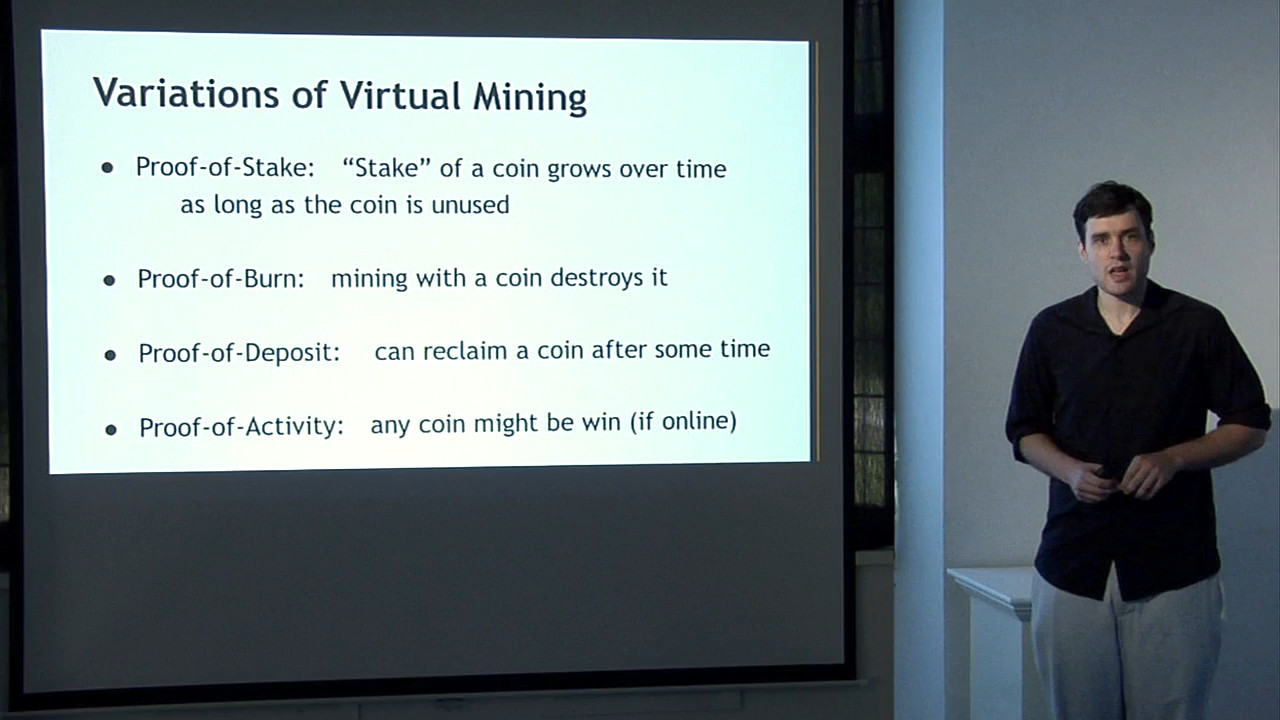 Variations of Virtual Mining
● Proof-of-Stake: “Stake” of a coin grows over time
as long as the coin is unused
● Proof-of-Burn: mining with a coin destroys it
● Proof-of-Deposit: can reclaim a coin after some time
● Proof-of-Activity: any coin might be win (if online)